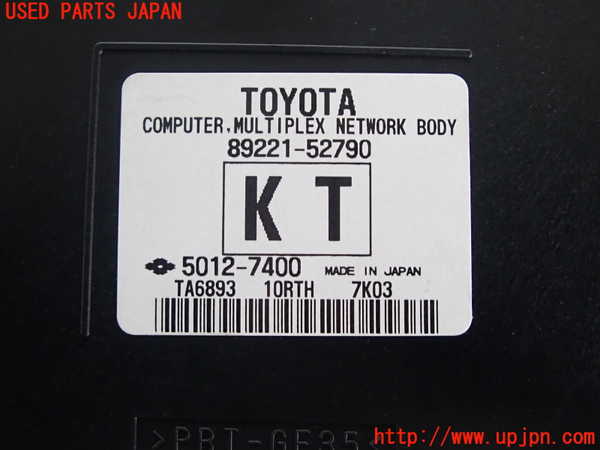 USED PARTS JAPAN
TOYOTA
COMPUTER, MULTIPLEX NETWORK BODY
89221-52790
K T
5012-7400 MADE IN JAPAN
TA6893 10RTH 7K03
>PBT-GF35<
http://www.upjpn.com